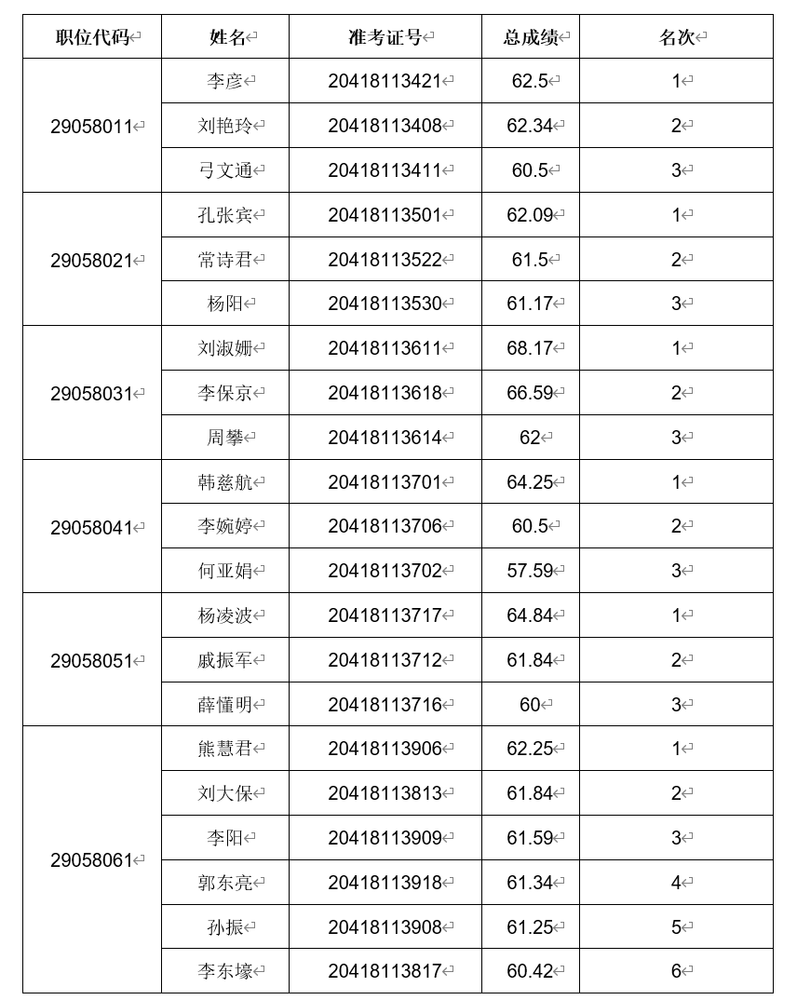 职位代码 姓名 准考证号 总成绩 名次
29058011 李彦 20418113421 62.5 1
刘艳玲 20418113408 62.34 2
弓文通 20418113411 60.5 3
29058021 孔张宾 20418113501 62.09 1
常诗君 20418113522 61.5 2
杨阳 20418113530 61.17 3
29058031 刘淑姗 20418113611 68.17 1
李保京 20418113618 66.59 2
周攀 20418113614 62 3
29058041 韩慈航 20418113701 64.25 1
李婉婷 20418113706 60.5 2
何亚娟 20418113702 57.59 3
29058051 杨凌波 20418113717 64.84 1
戚振军 20418113712 61.84 2
薛懂明 20418113716 60 3
29058061 熊慧君 20418113906 62.25 1
刘大保 20418113813 61.84 2
李阳 20418113909 61.59 3
郭东亮 20418113918 61.34 4
孙振 20418113908 61.25 5
李东壕 20418113817 60.42 6